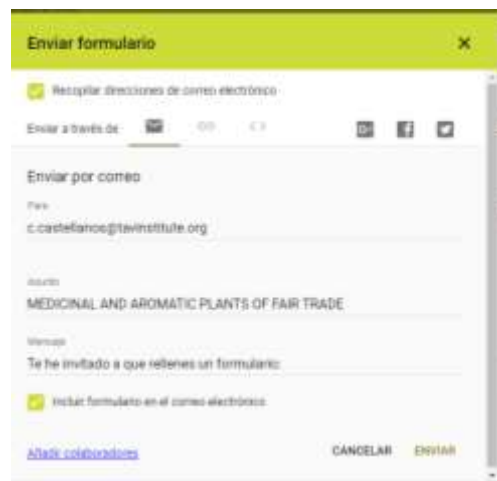 Enviar formulario
Recopilar direcciones de correo electrónico
Enviar a través de
Enviar por correo
Para
c.castellanos@tavinstitute.org
Asunto
MEDICINAL AND AROMATIC PLANTS OF FAIR TRADE
Mensaje
Te he invitado a que rellenes un formulario:
Incluir formulario en el correo electrónico
Añadir colaboradores CANCELAR ENVIAR